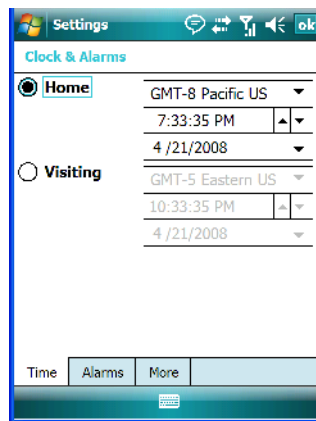 Settings ok
Clock & Alarms
Home
GMT-8 Pacific US
7:33:35 PM
4 /21/2008
Visiting
GMT-5 Eastern US
10:33:35 PM
4 /21/2008
Time Alarms More